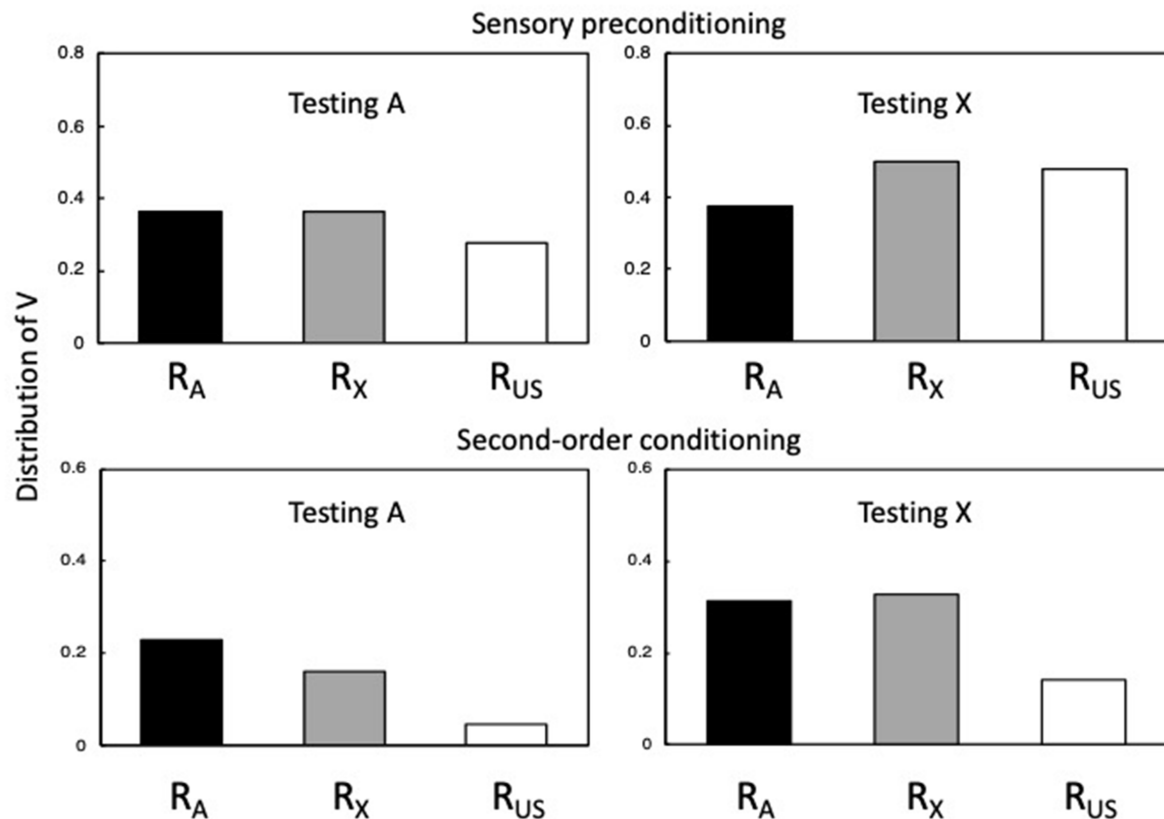 Sensory preconditioning
0.8
0.6
0.4
0.2
0
Testing A
R_A R_X R_US
0.8
0.6
0.4
0.2
0
Testing X
R_A R_X R_US
Distribution of V
Second-order conditioning
0.6
0.4
0.2
0
Testing A
R_A R_X R_US
0.6
0.4
0.2
0
Testing X
R_A R_X R_US